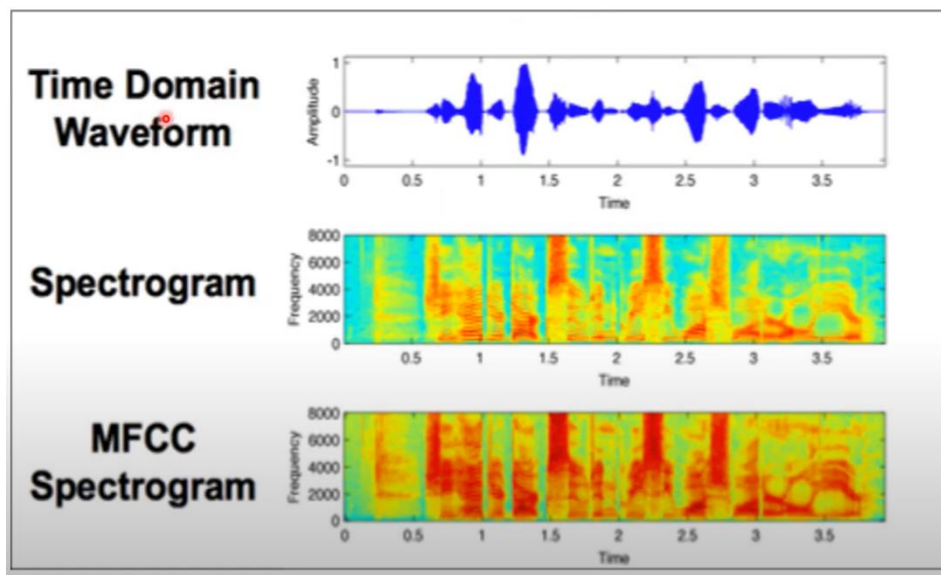 Time Domain
Waveform
Amplitude
1
0
-1
0 0.5 1 1.5 2 2.5 3 3.5
Time
Spectrogram
Frequency
8000
6000
4000
2000
0
0.5 1 1.5 2 2.5 3 3.5
Time
MFCC
Spectrogram
Frequency
8000
6000
4000
2000
0
0 0.5 1 1.5 2 2.5 3 3.5
Time